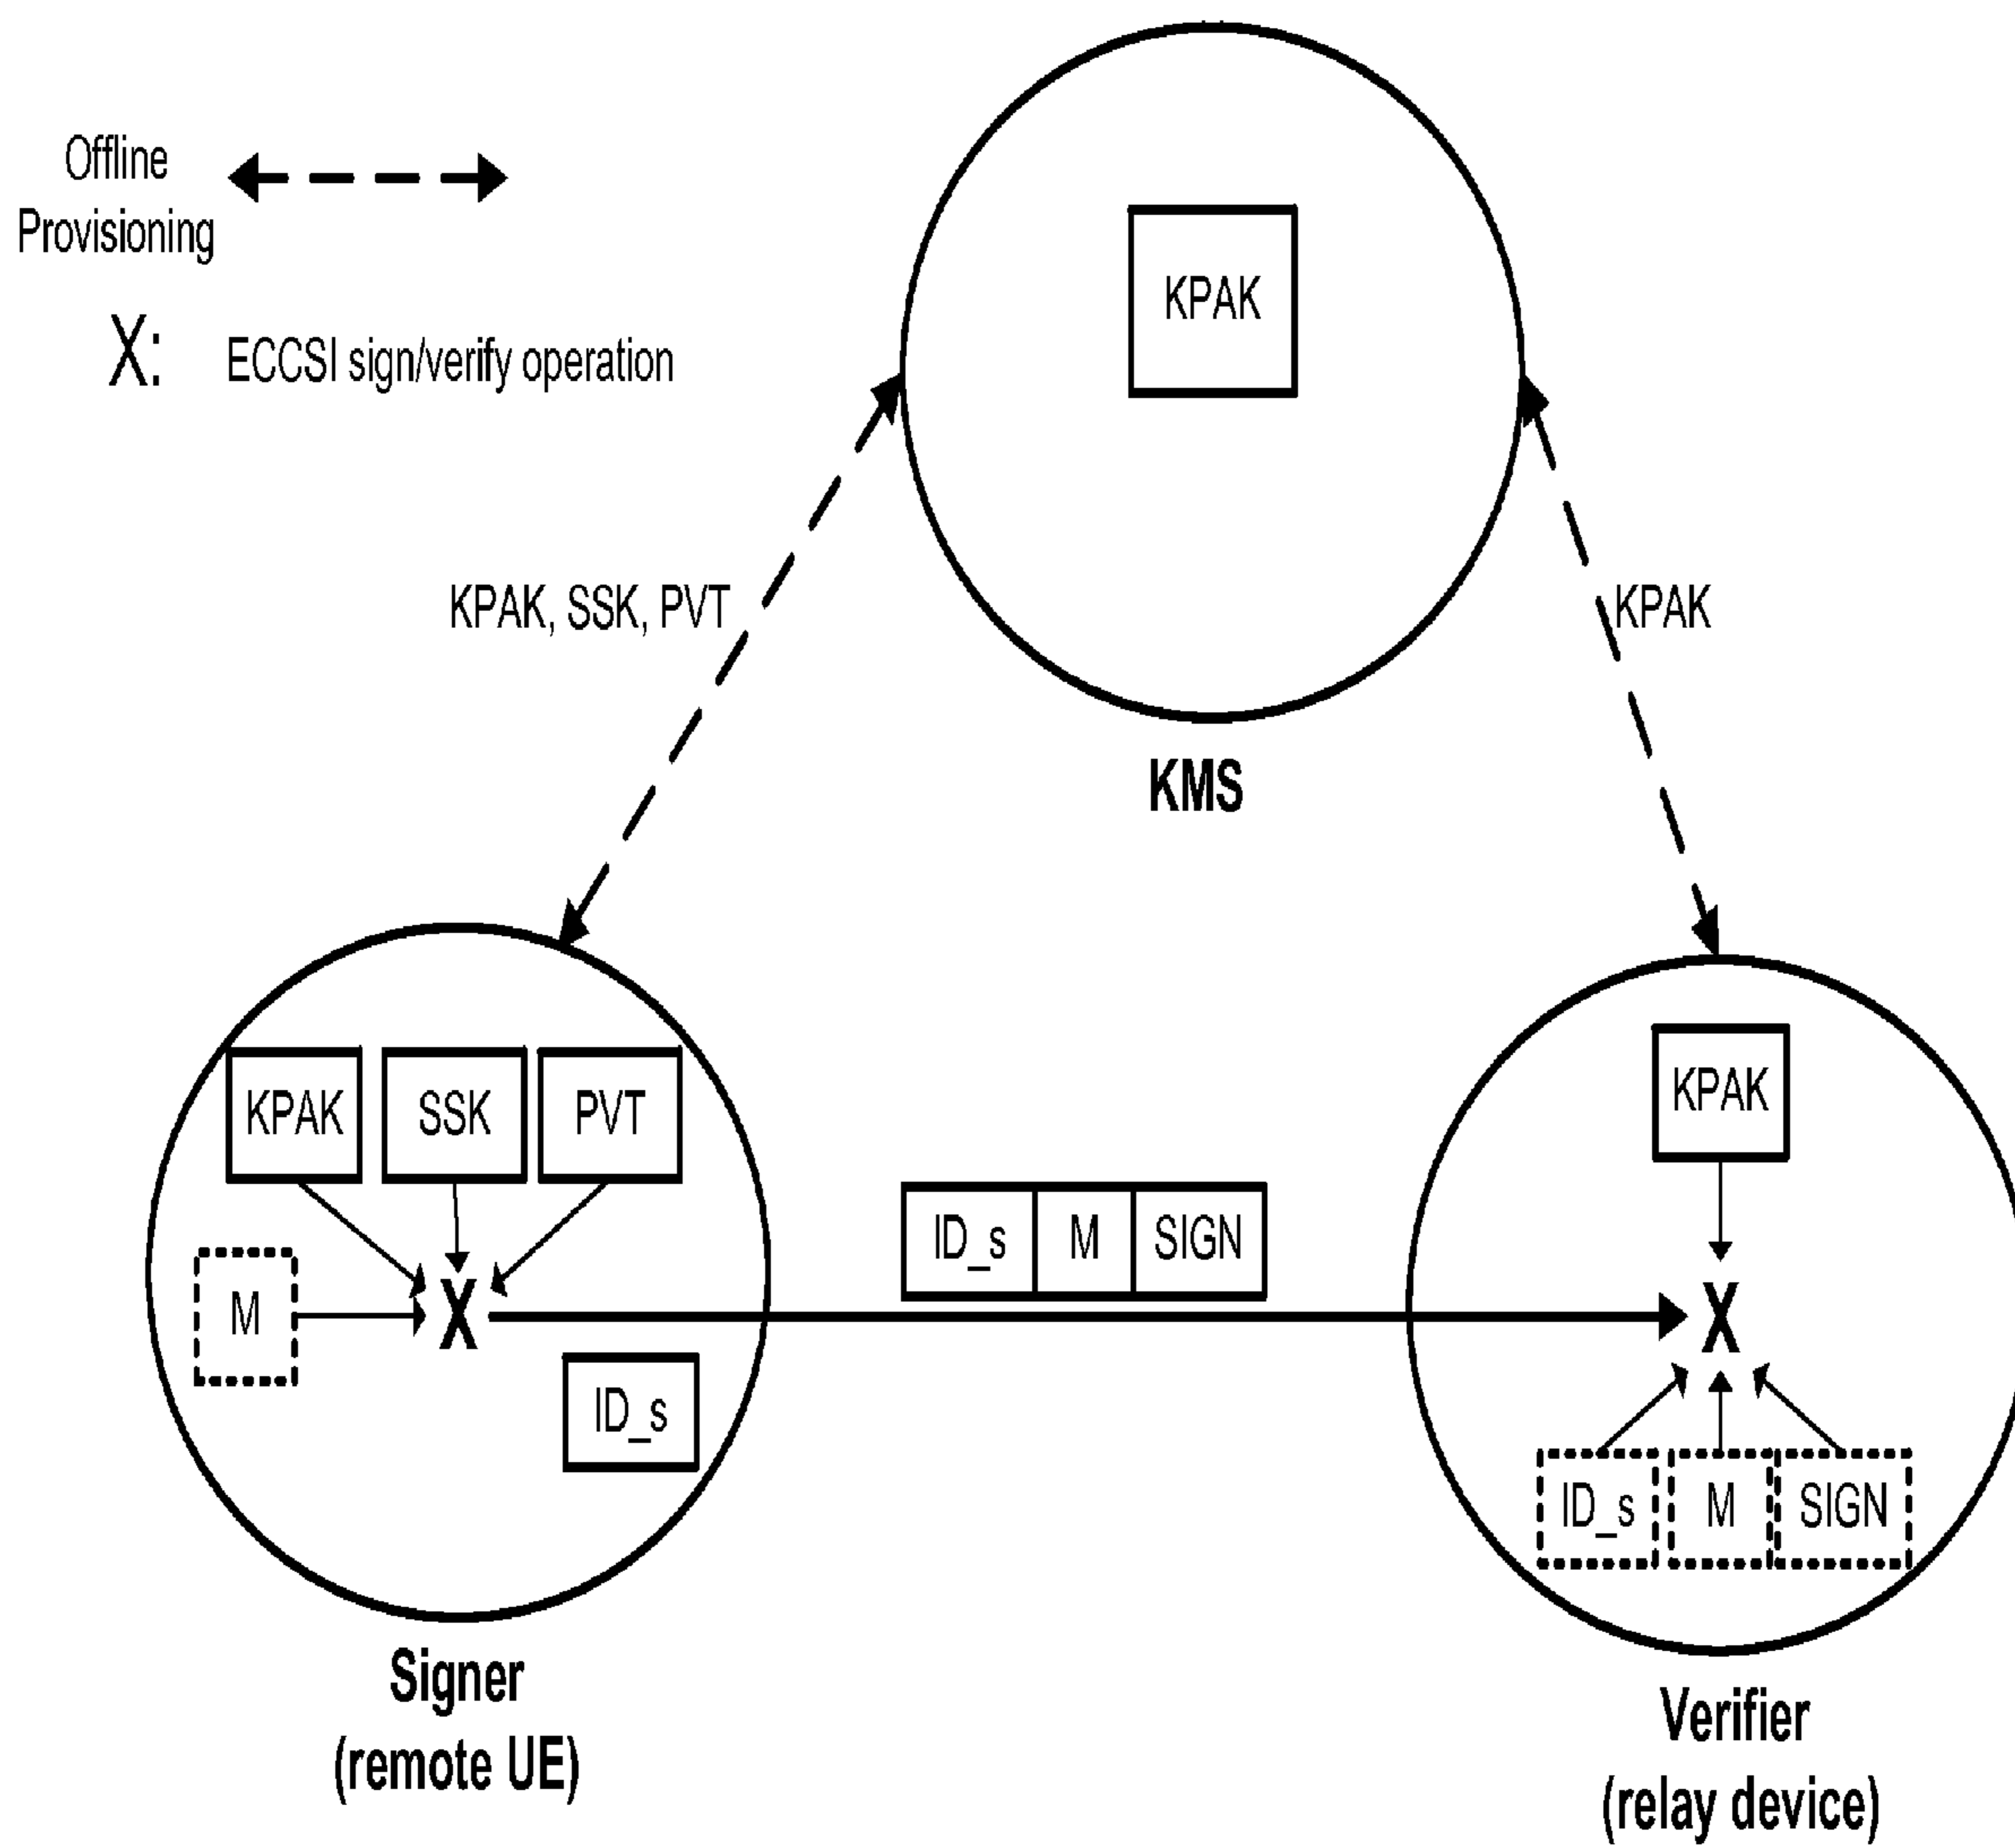 Offline
Provisioning
X: ECCSI sign/verify operation
KPAK
KPAK, SSK, PVT
KPAK
KMS
KPAK
SSK
PVT
KPAK
ID_s
M
SIGN
M
X
X
ID_s
ID_s
M
SIGN
Signer
(remote UE)
Verifier
(relay device)